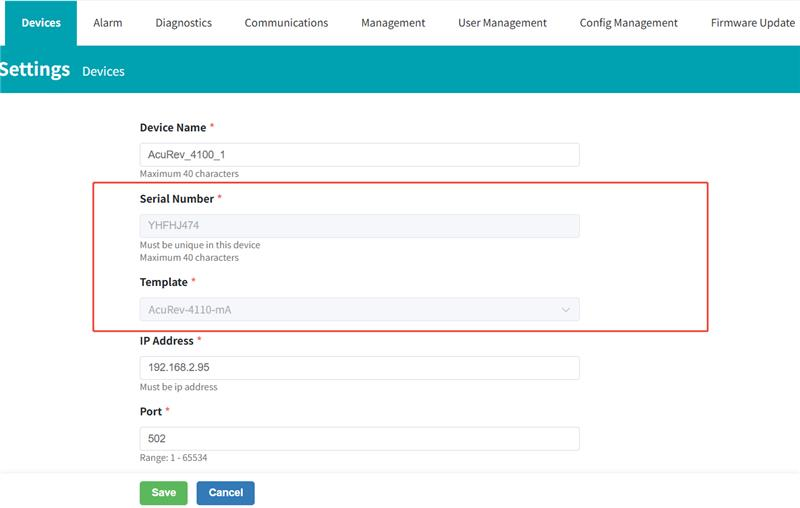 Devices Alarm Diagnostics Communications Management User Management Config Management Firmware Update
Settings Devices
Device Name *
AcuRev_4100_1
Maximum 40 characters
Serial Number *
YHFHJ474
Must be unique in this device
Maximum 40 characters
Template *
AcuRev-4110-mA
IP Address *
192.168.2.95
Must be ip address
Port *
502
Range: 1 - 65534
Save Cancel